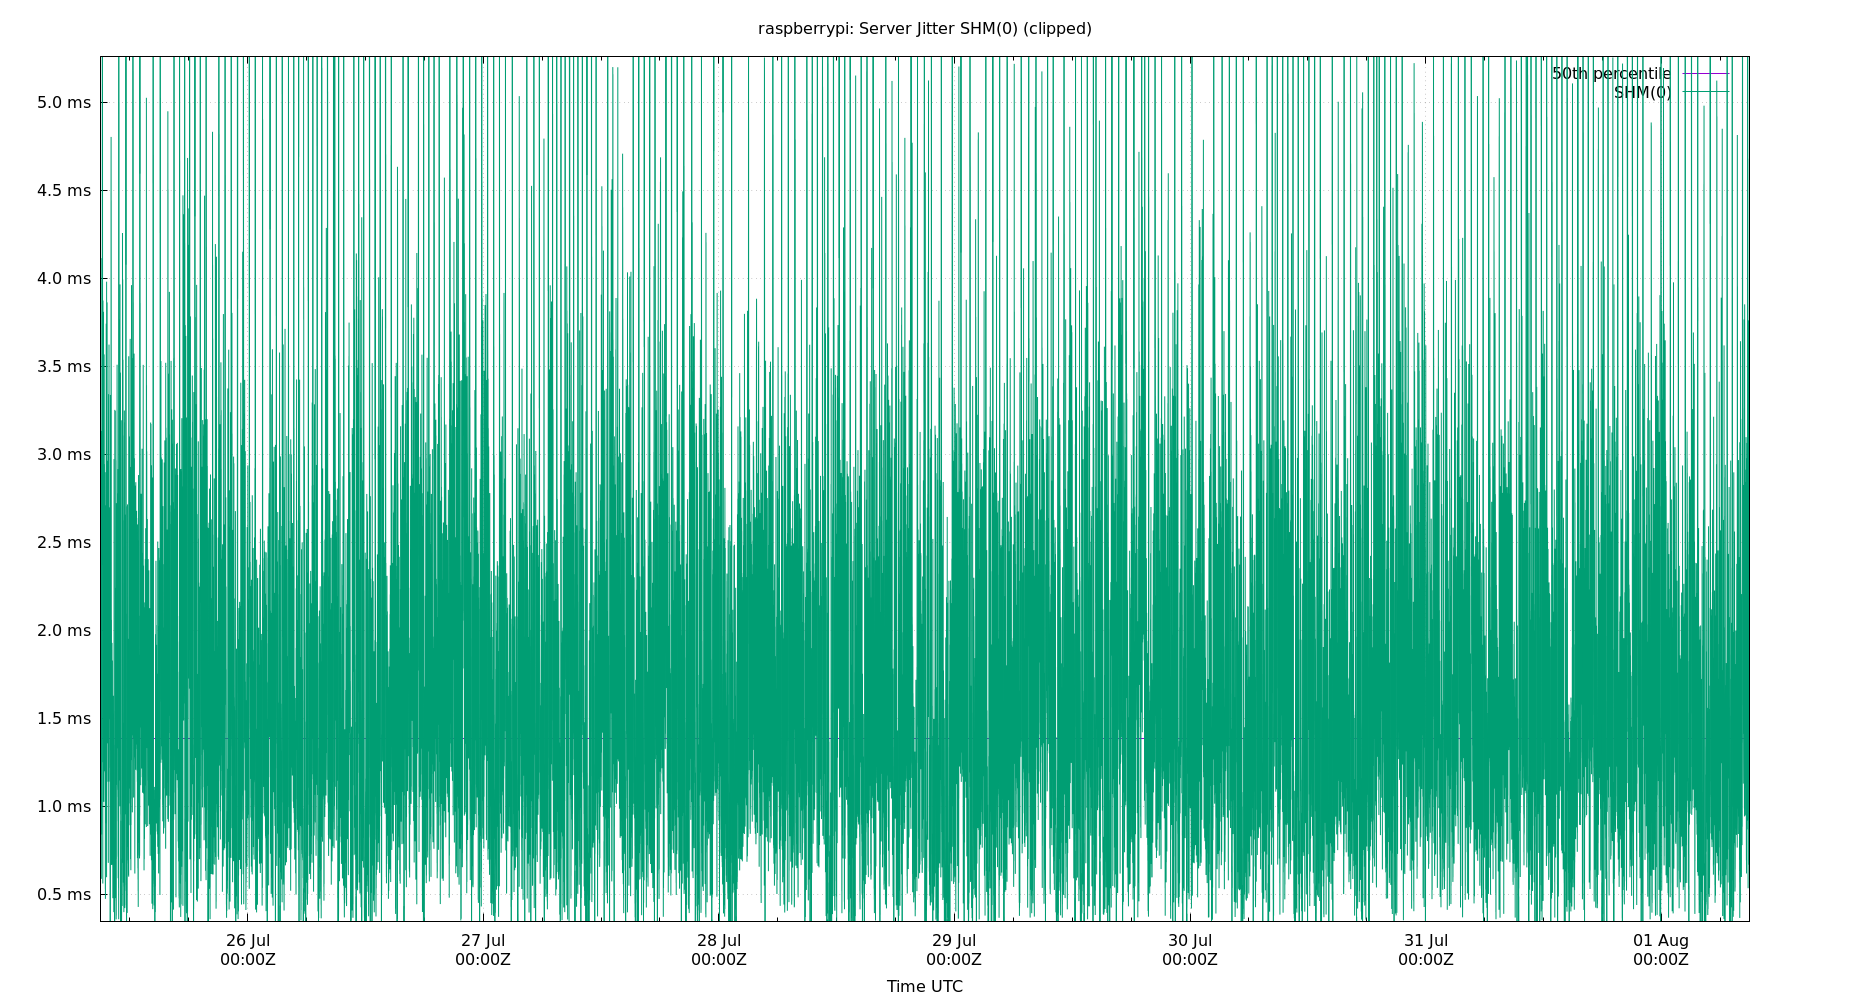 raspberrypi: Server Jitter SHM(0) (clipped)
50th percentile
SHM(0)
5.0 ms
4.5 ms
4.0 ms
3.5 ms
3.0 ms
2.5 ms
2.0 ms
1.5 ms
1.0 ms
0.5 ms
26 Jul 27 Jul 28 Jul 29 Jul 30 Jul 31 Jul 01 Aug
00:00Z 00:00Z 00:00Z 00:00Z 00:00Z 00:00Z 00:00Z
Time UTC